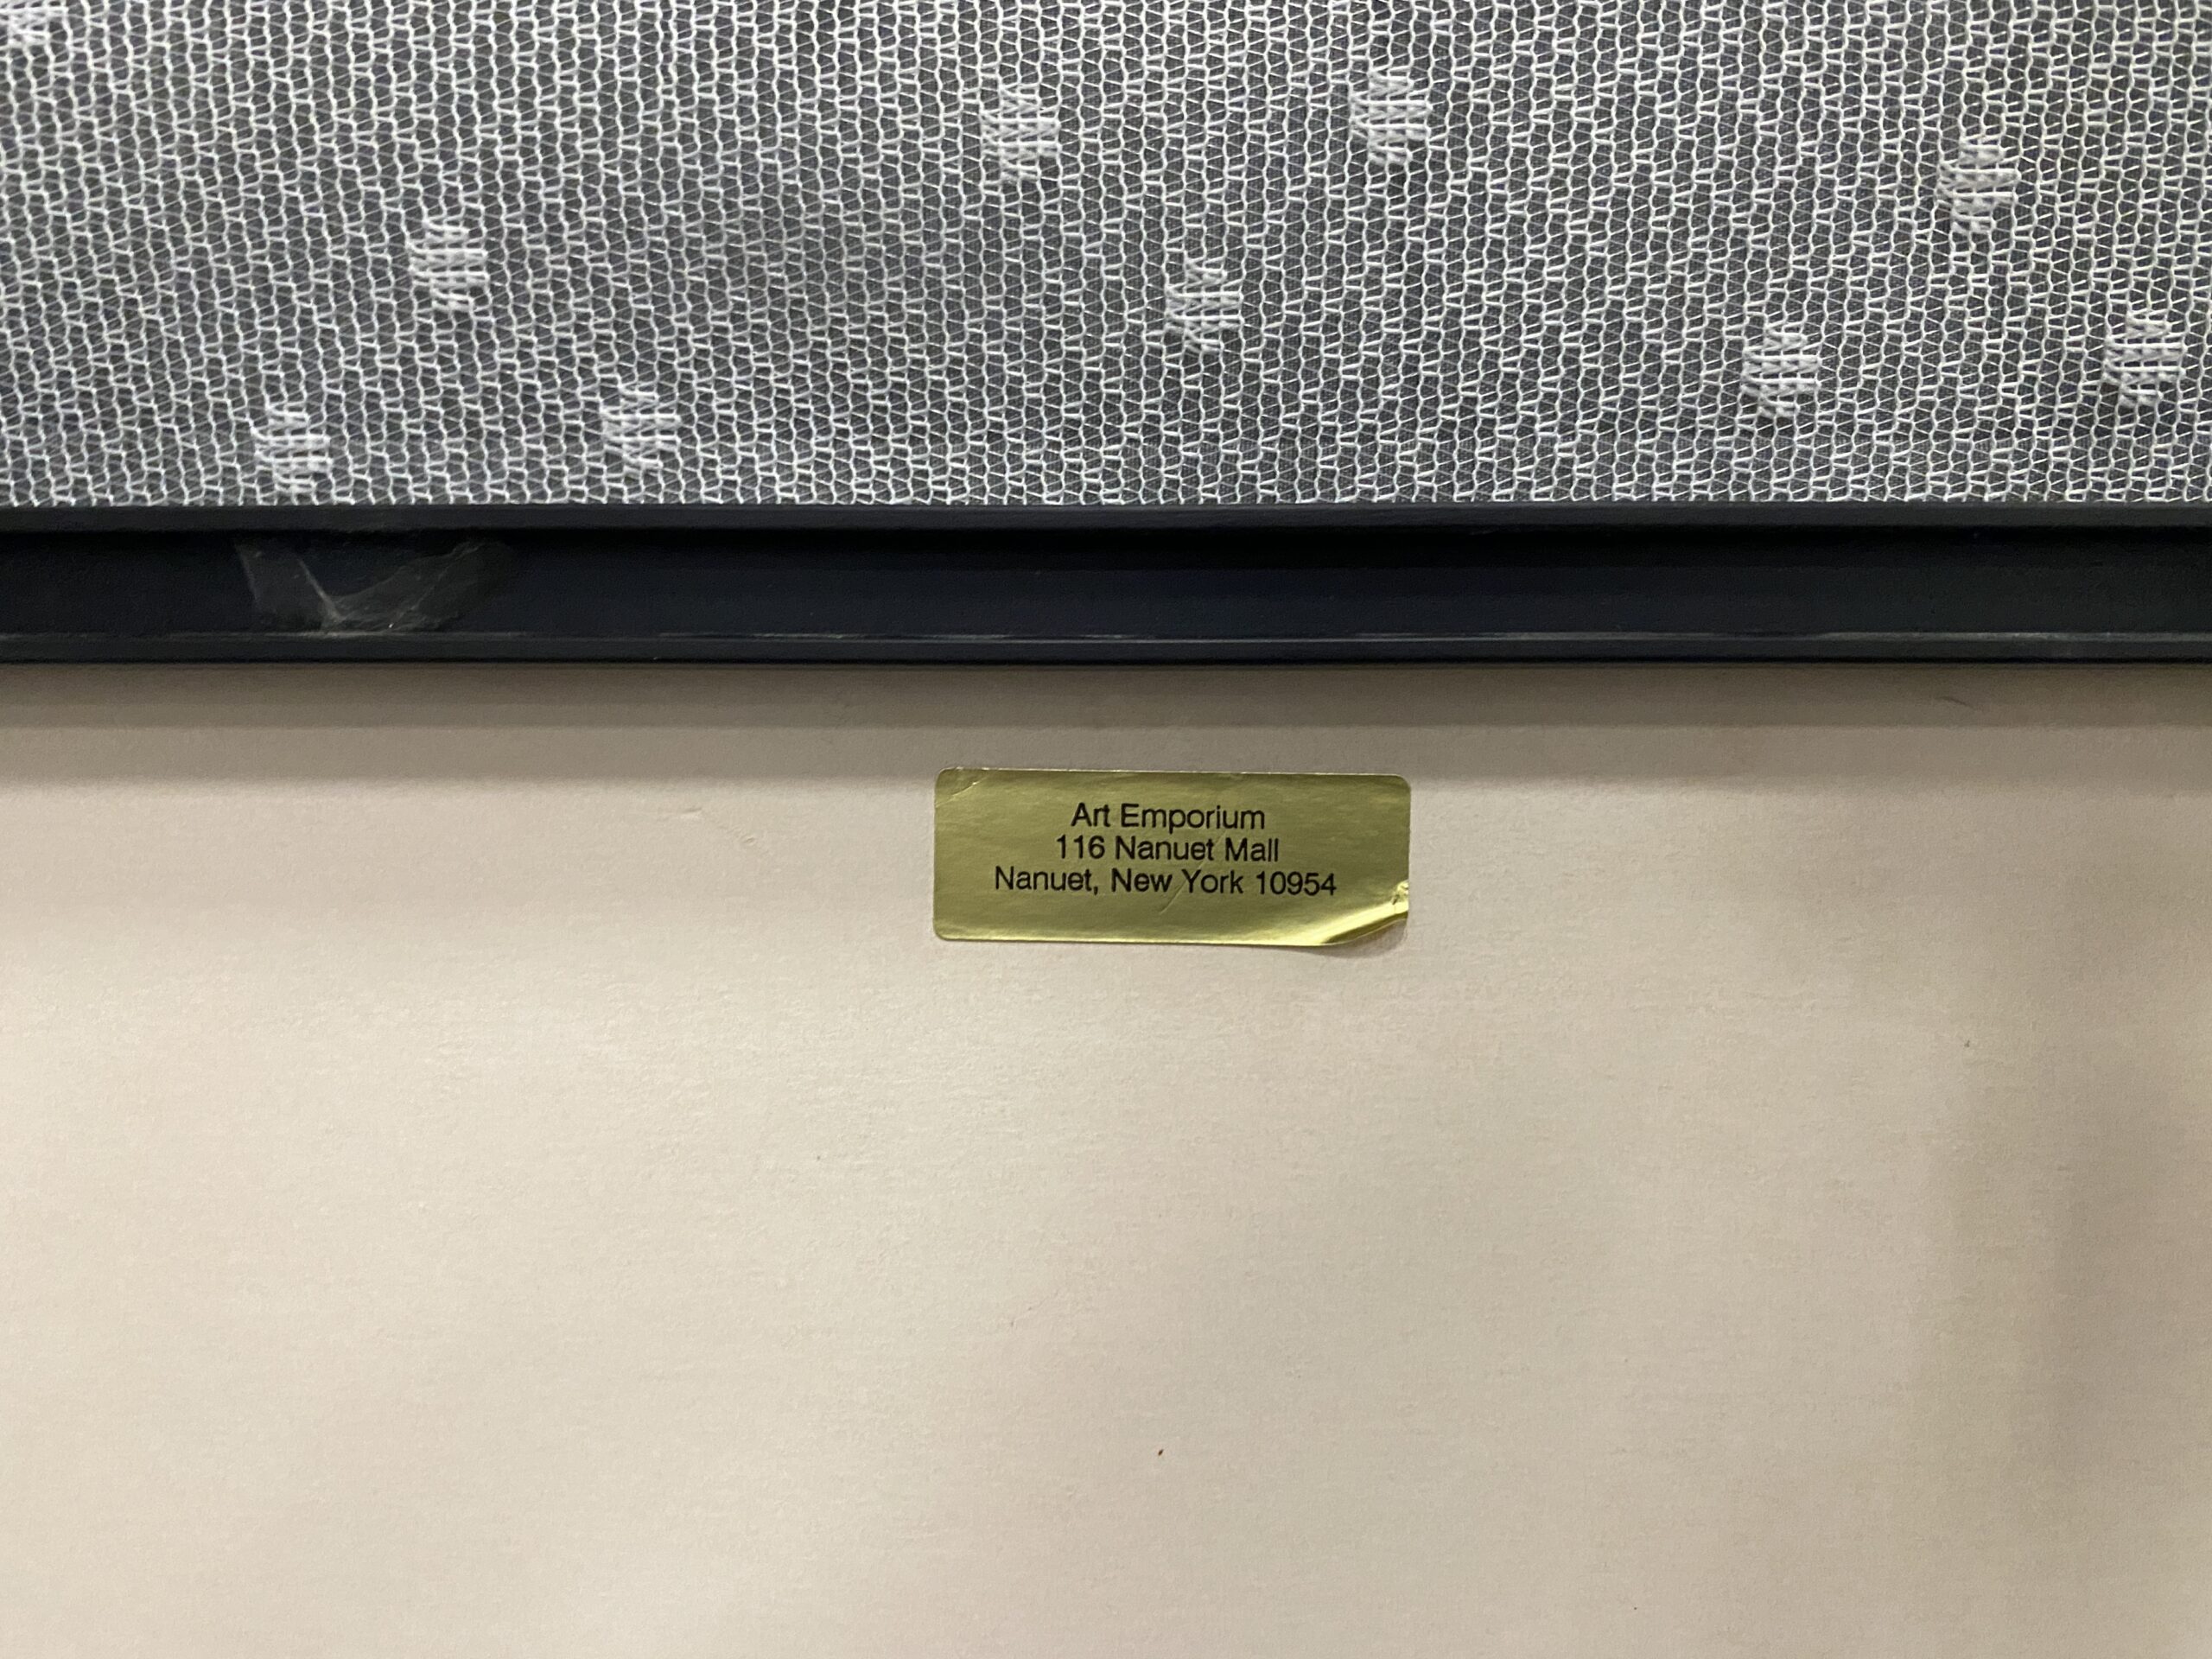 Art Emporium
116 Nanuet Mall
Nanuet, New York 10954